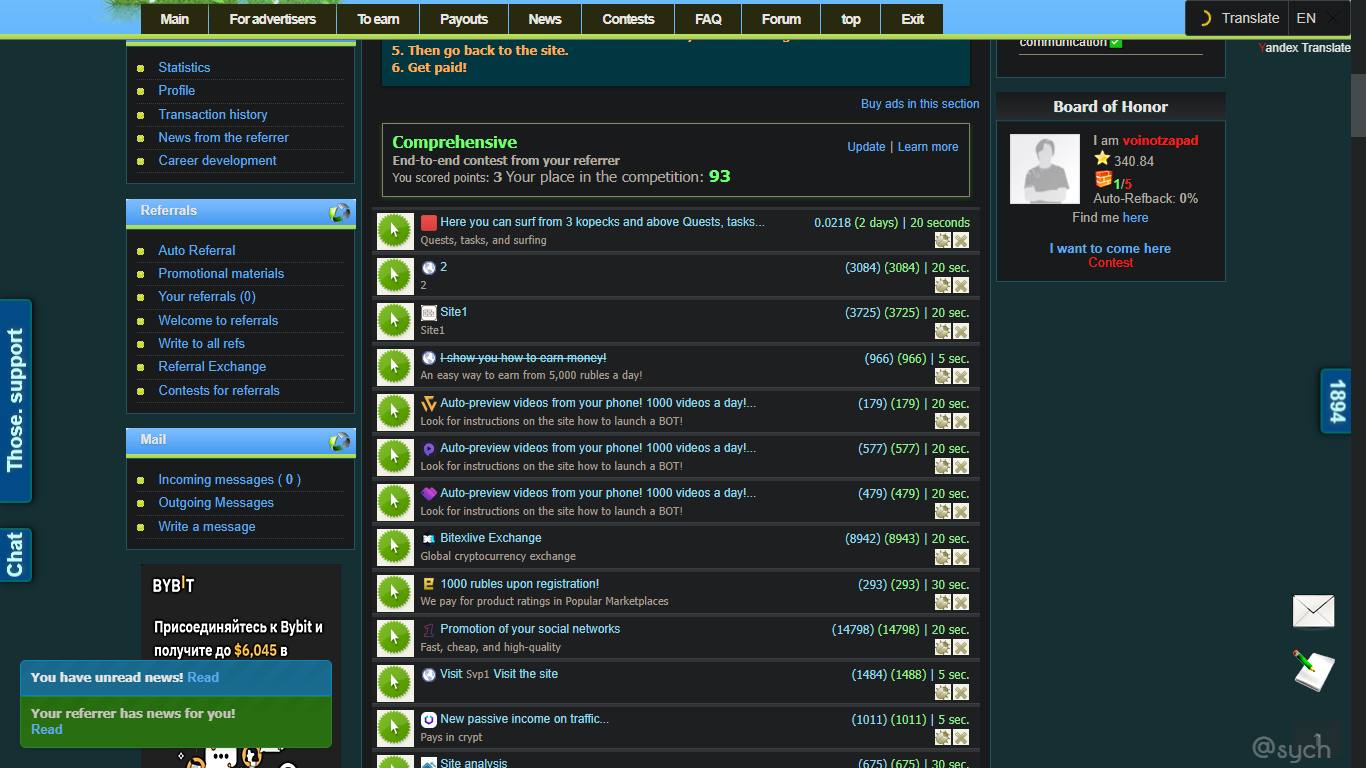 Main
For advertisers
To earn
Payouts
News
Contests
FAQ
Forum
top
Exit
Translate
EN
Yandex Translate
Statistics
Profile
Transaction history
News from the referrer
Career development
Referrals
Auto Referral
Promotional materials
Your referrals (0)
Welcome to referrals
Write to all refs
Referral Exchange
Contests for referrals
Mail
Incoming messages ( 0 )
Outgoing Messages
Write a message
BYBIT
Присоединяйтесь к Bybit и
получите до $6,045 в
You have unread news! Read
Your referrer has news for you!
Read
Those. support
Chat
5. Then go back to the site.
6. Get paid!
Buy ads in this section
Comprehensive
End-to-end contest from your referrer
You scored points: 3 Your place in the competition: 93
Update | Learn more
Here you can surf from 3 kopecks and above Quests, tasks... 0.0218 (2 days) | 20 seconds
Quests, tasks, and surfing
2 (3084) (3084) | 20 sec.
2
Site1 (3725) (3725) | 20 sec.
Site1
I show you how to earn money! (966) (966) | 5 sec.
An easy way to earn from 5,000 rubles a day!
Auto-preview videos from your phone! 1000 videos a day!... (179) (179) | 20 sec.
Look for instructions on the site how to launch a BOT!
Auto-preview videos from your phone! 1000 videos a day!... (577) (577) | 20 sec.
Look for instructions on the site how to launch a BOT!
Auto-preview videos from your phone! 1000 videos a day!... (479) (479) | 20 sec.
Look for instructions on the site how to launch a BOT!
Bitexlive Exchange (8942) (8943) | 20 sec.
Global cryptocurrency exchange
1000 rubles upon registration! (293) (293) | 30 sec.
We pay for product ratings in Popular Marketplaces
Promotion of your social networks (14798) (14798) | 20 sec.
Fast, cheap, and high-quality
Visit Svp1 Visit the site (1484) (1488) | 5 sec.
New passive income on traffic... (1011) (1011) | 5 sec.
Pays in crypt
Site analysis (675) (675) | 30 sec.
communication
Board of Honor
I am voinotzapad
340.84
1/5
Auto-Refback: 0%
Find me here
I want to come here
Contest
1894
@sych